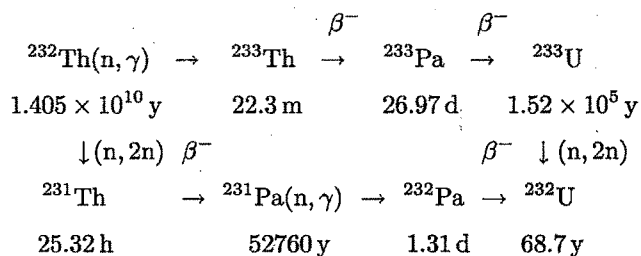 β⁻ β⁻
²³²Th(n, γ) → ²³³Th → ²³³Pa → ²³³U
1.405 × 10¹⁰ y 22.3 m 26.97 d 1.52 × 10⁵ y
↓(n, 2n) β⁻ β⁻ ↓(n, 2n)
²³¹Th → ²³¹Pa(n, γ) → ²³²Pa → ²³²U
25.32 h 52760 y 1.31 d 68.7 y